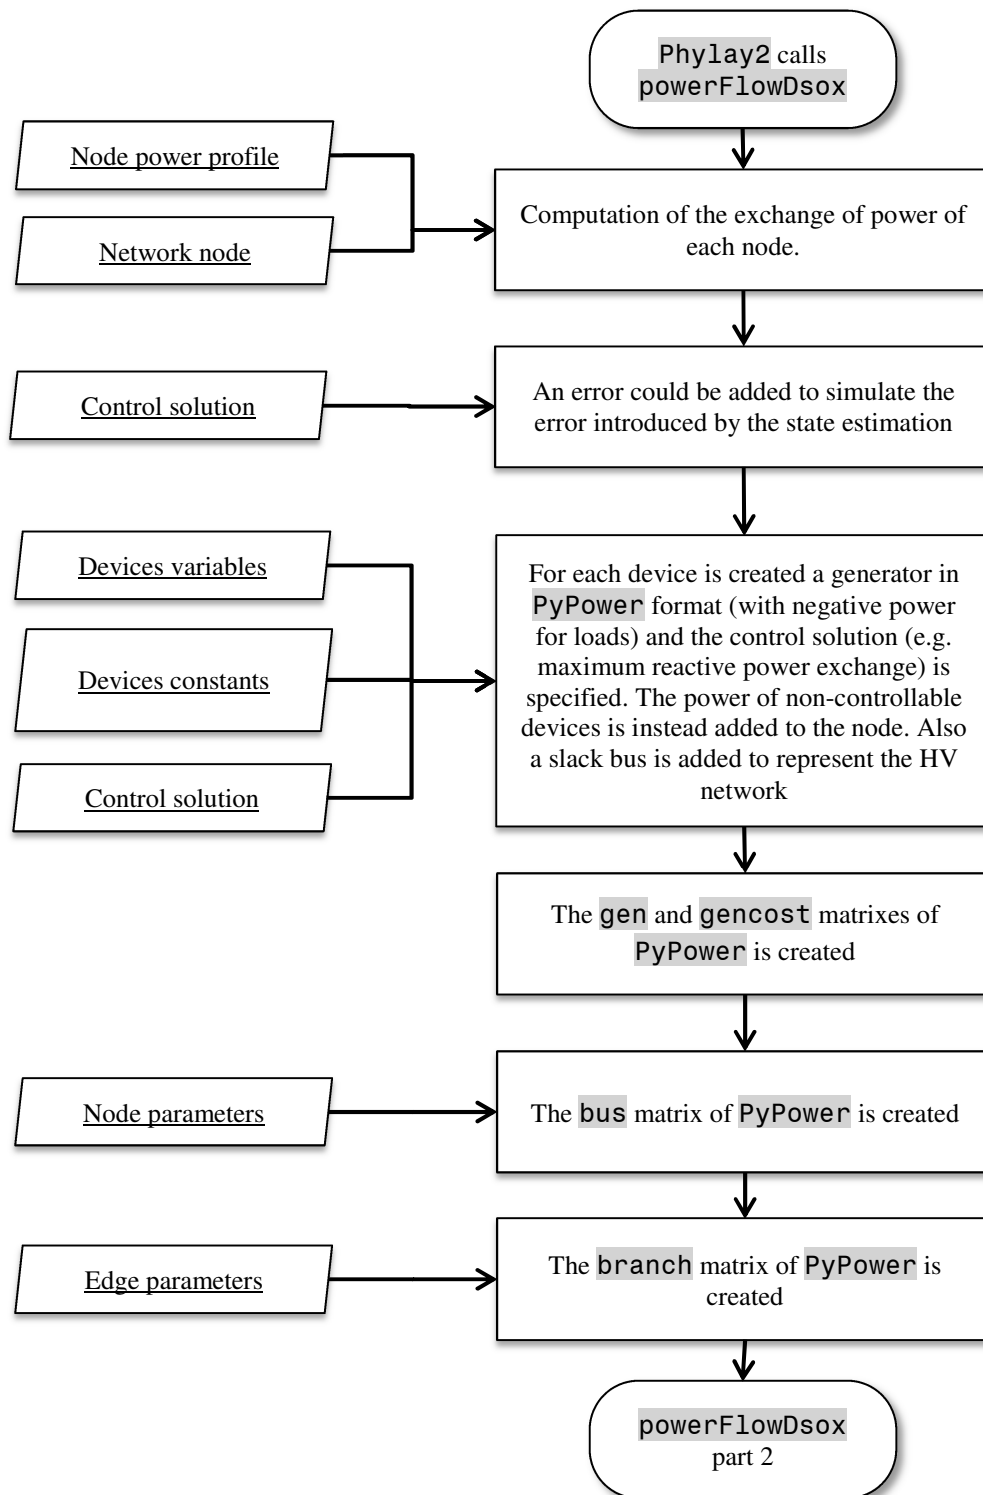 Phylay2 calls
powerFlowDsox
Node power profile
Network node
Computation of the exchange of power of
each node.
Control solution
An error could be added to simulate the
error introduced by the state estimation
Devices variables
Devices constants
Control solution
For each device is created a generator in
PyPower format (with negative power
for loads) and the control solution (e.g.
maximum reactive power exchange) is
specified. The power of non-controllable
devices is instead added to the node. Also
a slack bus is added to represent the HV
network
The gen and gencost matrixes of
PyPower is created
Node parameters
The bus matrix of PyPower is created
Edge parameters
The branch matrix of PyPower is
created
powerFlowDsox
part 2